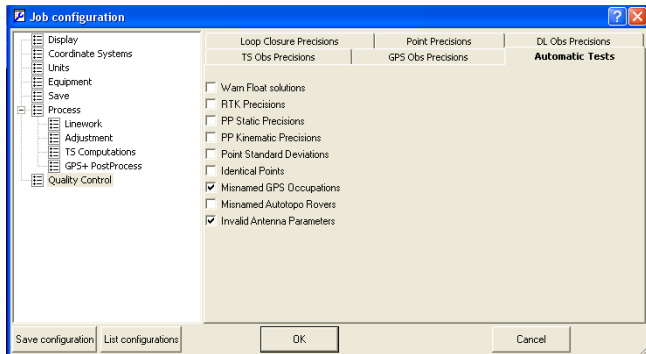 Job configuration
Display
Coordinate Systems
Units
Equipment
Save
Process
Linework
Adjustment
TS Computations
GPS+ PostProcess
Quality Control
Loop Closure Precisions
Point Precisions
DL Obs Precisions
TS Obs Precisions
GPS Obs Precisions
Automatic Tests
Warn Float solutions
RTK Precisions
PP Static Precisions
PP Kinematic Precisions
Point Standard Deviations
Identical Points
Misnamed GPS Occupations
Misnamed Autotopo Rovers
Invalid Antenna Parameters
Save configuration
List configurations
OK
Cancel